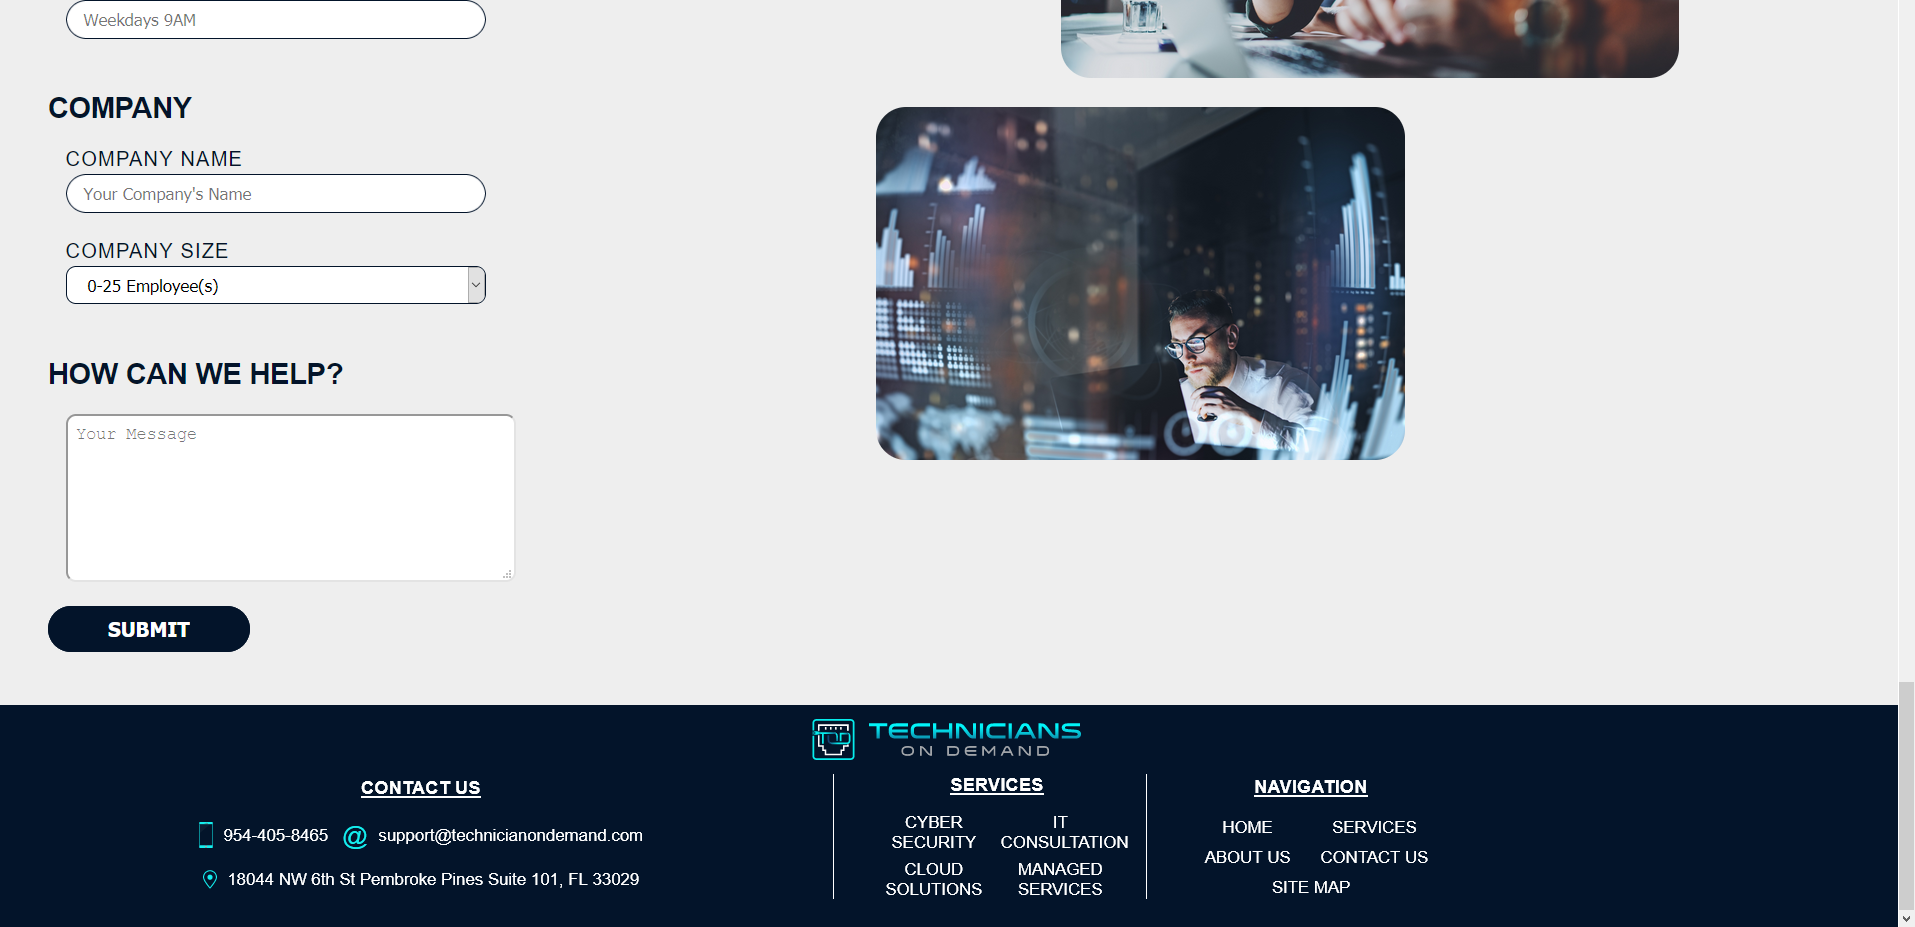 Weekdays 9AM
COMPANY
COMPANY NAME
Your Company's Name
COMPANY SIZE
0-25 Employee(s)
HOW CAN WE HELP?
Your Message
SUBMIT
TOD
TECHNICIANS
ON DEMAND
CONTACT US
954-405-8465
@ support@technicianondemand.com
18044 NW 6th St Pembroke Pines Suite 101, FL 33029
SERVICES
CYBER
SECURITY
IT
CONSULTATION
CLOUD
SOLUTIONS
MANAGED
SERVICES
NAVIGATION
HOME
SERVICES
ABOUT US
CONTACT US
SITE MAP